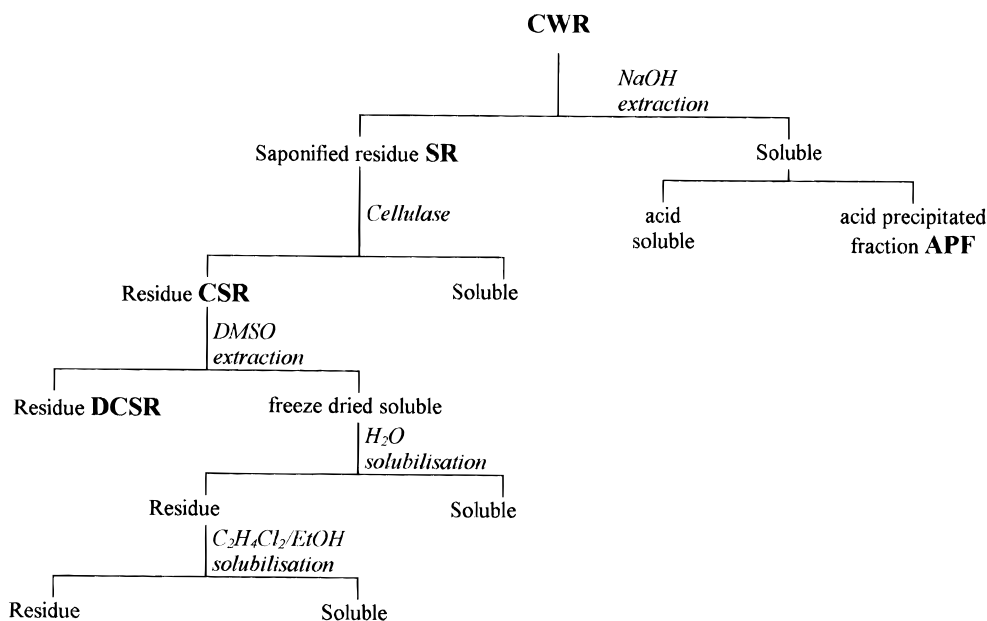 CWR
NaOH
extraction
Saponified residue SR
Soluble
Cellulase
acid
soluble
acid precipitated
fraction APF
Residue CSR
Soluble
DMSO
extraction
Residue DCSR
freeze dried soluble
H₂O
solubilisation
Residue
Soluble
C₂H₄Cl₂/EtOH
solubilisation
Residue
Soluble